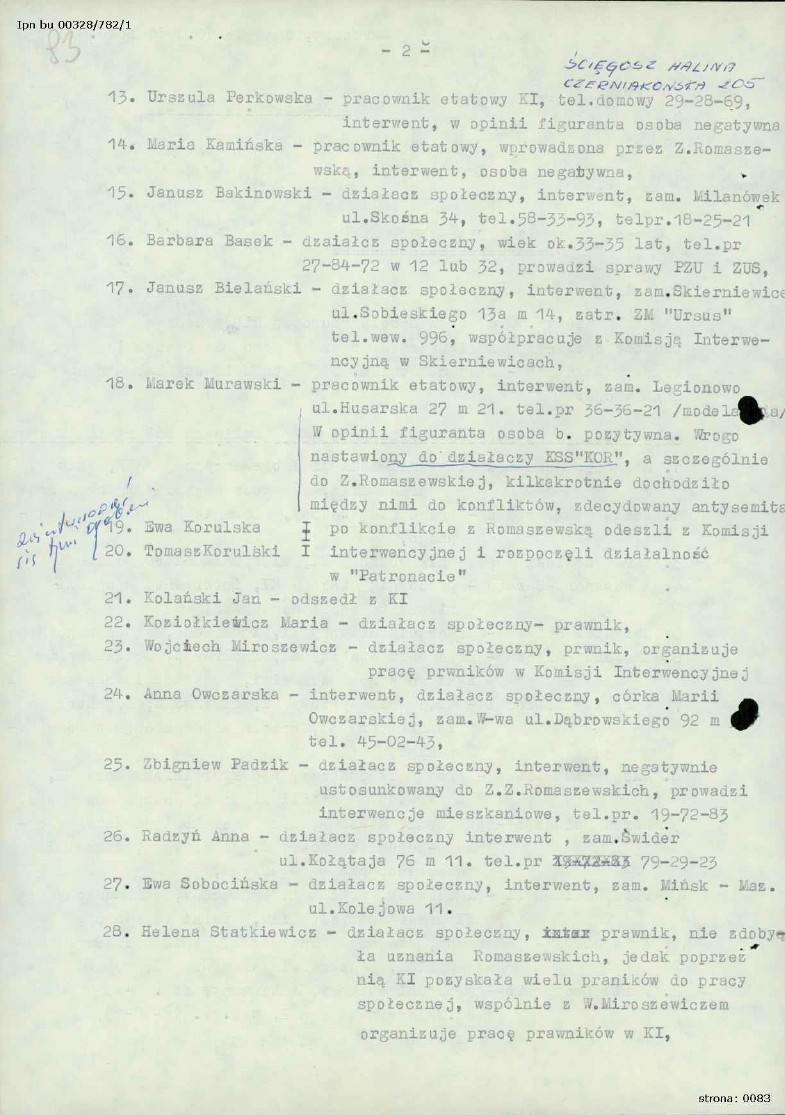 Ipn bu 00328/782/1
83
- 2 -
ŚCIĘGOSZ HALINA
CZERNIAKOWSKA 205
13. Urszula Perkowska - pracownik etatowy KI, tel.domowy 29-28-69,
interwent, w opinii figuranta osoba negatywna
14. Maria Kamińska - pracownik etatowy, wprowadzona przez Z.Romasze-
wską, interwent, osoba negatywna,
15. Janusz Bakinowski - działacz społeczny, interwent, zam. Milanówek
ul.Skośna 34, tel.58-33-93, telpr.18-25-21
16. Barbara Basek - dzaiałcz społeczny, wiek ok.33-35 lat, tel.pr
27-84-72 w 12 lub 32, prowadzi sprawy PZU i ZUS,
17. Janusz Bielański - działacz społeczny, interwent, zam.Skierniewice
ul.Sobieskiego 13a m 14, zatr. ZM "Ursus"
tel.wew. 996, współpracuje z Komisją Interwe-
ncyjną w Skierniewicach,
18. Marek Murawski - pracownik etatowy, interwent, zam. Legionowo
ul.Husarska 27 m 21. tel.pr 36-36-21
W opinii figuranta osoba b. pozytywna. Wrogo
nastawiony do działaczy KSS"KOR", a szczególnie
do Z.Romaszewskiej, kilkakrotnie dochodziło
między nimi do konfliktów, zdecydowany antysemita
19. Ewa Korulska I po konflikcie z Romaszewską odeszli z Komisji
20. TomaszKorulski I interwencyjnej i rozpoczęli działalność
w "Patronacie"
21. Kolański Jan - odszedł z KI
22. Koziołkiewicz Maria - działacz społeczny- prawnik,
23. Wojciech Miroszewicz - działacz społeczny, prwnik, organizuje
pracę prwników w Komisji Interwencyjnej
24. Anna Owczarska - interwent, działacz społeczny, córka Marii
Owczarskiej, zam.W-wa ul.Dąbrowskiego 92 m
tel. 45-02-43,
25. Zbigniew Padzik - działacz społeczny, interwent, negatywnie
ustosunkowany do Z.Z.Romaszewskich, prowadzi
interwencje mieszkaniowe, tel.pr. 19-72-83
26. Radzyń Anna - działacz społeczny interwent , zam.Świder
ul.Kołątaja 76 m 11. tel.pr 19-72-83 79-29-23
27. Ewa Sobocińska - działacz społeczny, interwent, zam. Mińsk - Maz.
ul.Kolejowa 11.
28. Helena Statkiewicz - działacz społeczny, prawnik, nie zdoby
ła uznania Romaszewskich, jedak poprzez
nią KI pozyskała wielu praników do pracy
społecznej, wspólnie z W.Miroszewiczem
organizuje pracę prawników w KI,
strona: 0083